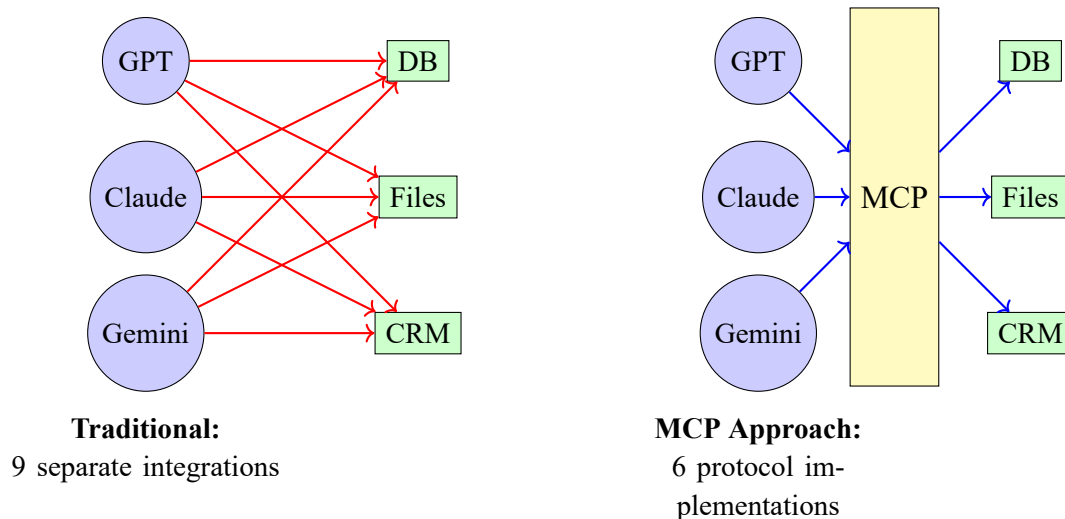 GPT
DB
Claude
Files
Gemini
CRM
Traditional:
9 separate integrations
GPT
DB
Claude
MCP
Files
Gemini
CRM
MCP Approach:
6 protocol im-
plementations